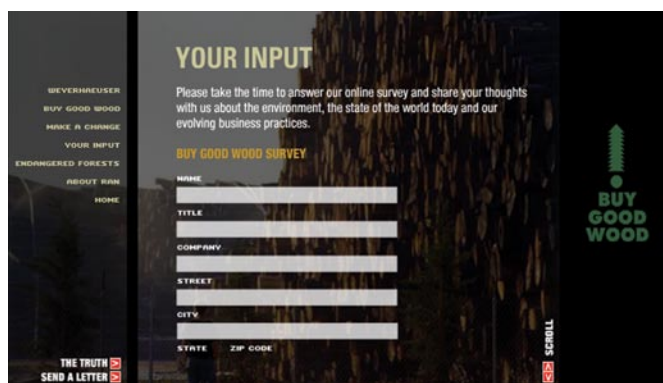 WEYERHAEUSER
BUY GOOD WOOD
MAKE A CHANGE
YOUR INPUT
ENDANGERED FORESTS
ABOUT RAN
HOME
THE TRUTH
SEND A LETTER
YOUR INPUT
Please take the time to answer our online survey and share your thoughts
with us about the environment, the state of the world today and our
evolving business practices.
BUY GOOD WOOD SURVEY
NAME
TITLE
COMPANY
STREET
CITY
STATE ZIP CODE
SCROLL
BUY
GOOD
WOOD